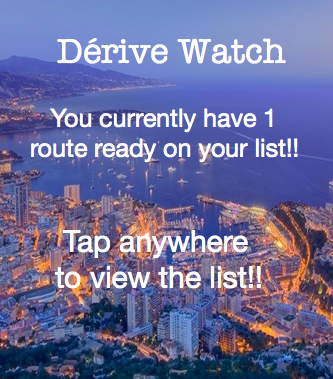 Dérive Watch
You currently have 1
route ready on your list!!
Tap anywhere
to view the list!!